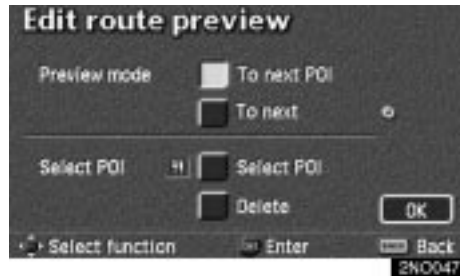 Edit route preview
Preview mode To next POI
To next
Select POI Select POI
Delete
OK
Select function Enter Back
2NO047